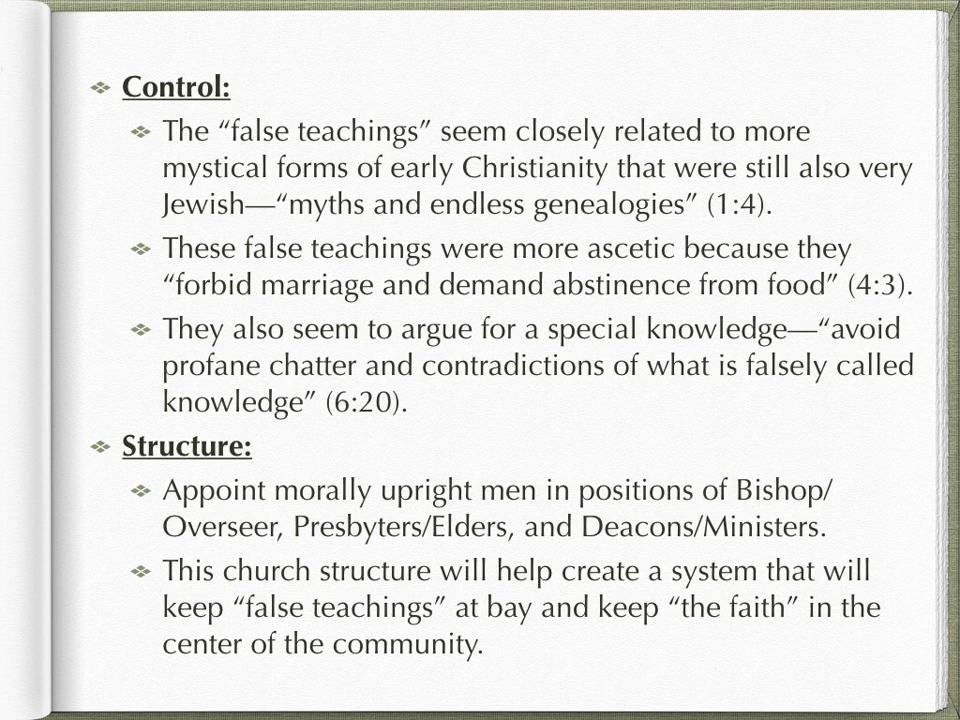 Control:
The “false teachings” seem closely related to more
mystical forms of early Christianity that were still also very
Jewish—“myths and endless genealogies” (1:4).
These false teachings were more ascetic because they
“forbid marriage and demand abstinence from food” (4:3).
They also seem to argue for a special knowledge—“avoid
profane chatter and contradictions of what is falsely called
knowledge” (6:20).
Structure:
Appoint morally upright men in positions of Bishop/
Overseer, Presbyters/Elders, and Deacons/Ministers.
This church structure will help create a system that will
keep “false teachings” at bay and keep “the faith” in the
center of the community.